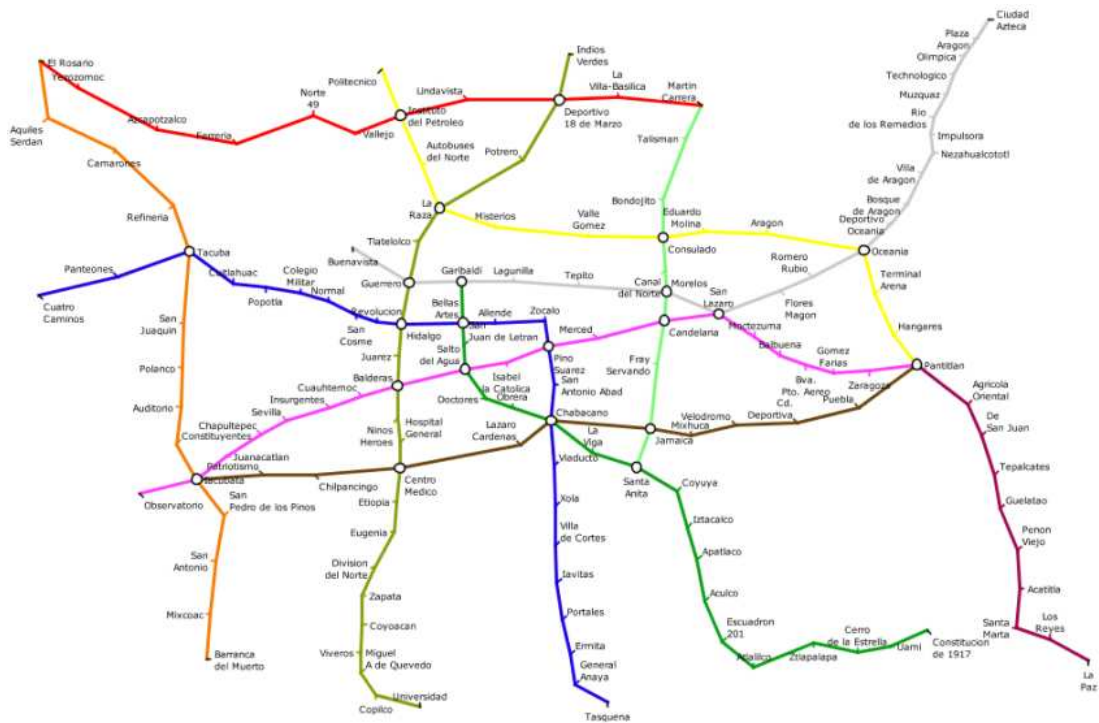 Ciudad
Azteca
Plaza
Aragon
Olimpica
Technologico
Muzquaz
Rio
de los Remedios
Impulsora
Nezahualcototl
Villa
de Aragon
Bosque
de Aragon
Deportivo
Oceania
Oceania
Romero
Rubio
Flores
Magon
San
Lazaro
Morelos
Canal
del Norte
Tepito
Lagunilla
Garibaldi
Guerrero
Buenavista
El Rosario
Terozomoc
Azcapotzalco
Ferreria
Norte
49
Vallejo
Instituto
del Petroleo
Lindavista
Deportivo
18 de Marzo
La
Villa-Basilica
Martin
Carrera
Politecnico
Autobuses
del Norte
La
Raza
Misterios
Valle
Gomez
Consulado
Eduardo
Molina
Aragon
Terminal
Arena
Hangares
Pantitlan
Indios
Verdes
Potrero
Tlatelolco
Hidalgo
Juarez
Balderas
Ninos
Heroes
Hospital
General
Centro
Medico
Etiopia
Eugenia
Division
del Norte
Zapata
Coyoacan
Viveros
Miguel
A de Quevedo
Copilco
Universidad
Talisman
Bondojito
Candelaria
Fray
Servando
Jamaica
Santa
Anita
Aquiles
Serdan
Camarones
Refineria
Tacuba
San
Juaquin
Polanco
Auditorio
Constituyentes
Tacubata
San
Pedro de los Pinos
San
Antonio
Mixcoac
Barranca
del Muerto
Cuatro
Caminos
Panteones
Cuitlahuac
Popotla
Colegio
Militar
Normal
San
Cosme
Revolucion
Bellas
Artes
Allende
Zocalo
Pino
Suarez
San
Antonio Abad
Chabacano
Viaducto
Xola
Villa
de Cortes
Iavitas
Portales
Ermita
General
Anaya
Tasquena
Observatorio
Juanacatlan
Chapultepec
Sevilla
Insurgentes
Cuauhtemoc
Salto
del Agua
Isabel
la Catolica
Merced
Moctezuma
Balbuena
Bva.
Pto. Aereo
Gomez
Farias
Zaragoza
San
Juan de Letran
Doctores
Obrera
La
Viga
Coyuya
Iztacalco
Apatlaco
Aculco
Escuadron
201
Atlalilco
Ztlapalapa
Cerro
de la Estrella
Uami
Constitucion
de 1917
Patriotismo
Chilpancingo
Lazaro
Cardenas
Mixhuca
Velodromo
Cd.
Deportiva
Puebla
Agricola
Oriental
De
San Juan
Tepalcates
Guelatao
Penon
Viejo
Acatitla
Santa
Marta
Los
Reyes
La
Paz